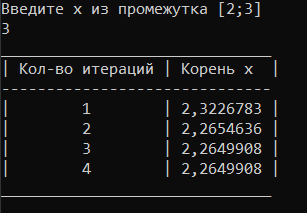 Введите x из промежутка [2;3]
3
| Кол-во итераций | Корень x |
| 1 | 2,3226783 |
| 2 | 2,2654636 |
| 3 | 2,2649908 |
| 4 | 2,2649908 |